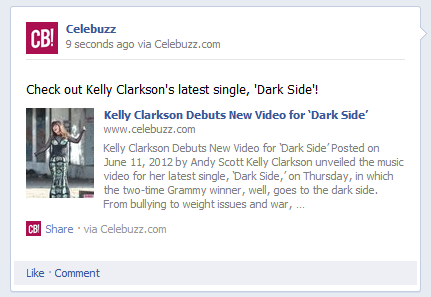 CB!
Celebuzz
9 seconds ago via Celebuzz.com
Check out Kelly Clarkson's latest single, 'Dark Side'!
Kelly Clarkson Debuts New Video for ‘Dark Side’
www.celebuzz.com
Kelly Clarkson Debuts New Video for ‘Dark Side’ Posted on
June 11, 2012 by Andy Scott Kelly Clarkson unveiled the music
video for her latest single, ‘Dark Side,’ on Thursday, in which
the two-time Grammy winner, well, goes to the dark side.
From bullying to weight issues and war, ...
CB! Share · via Celebuzz.com
Like · Comment